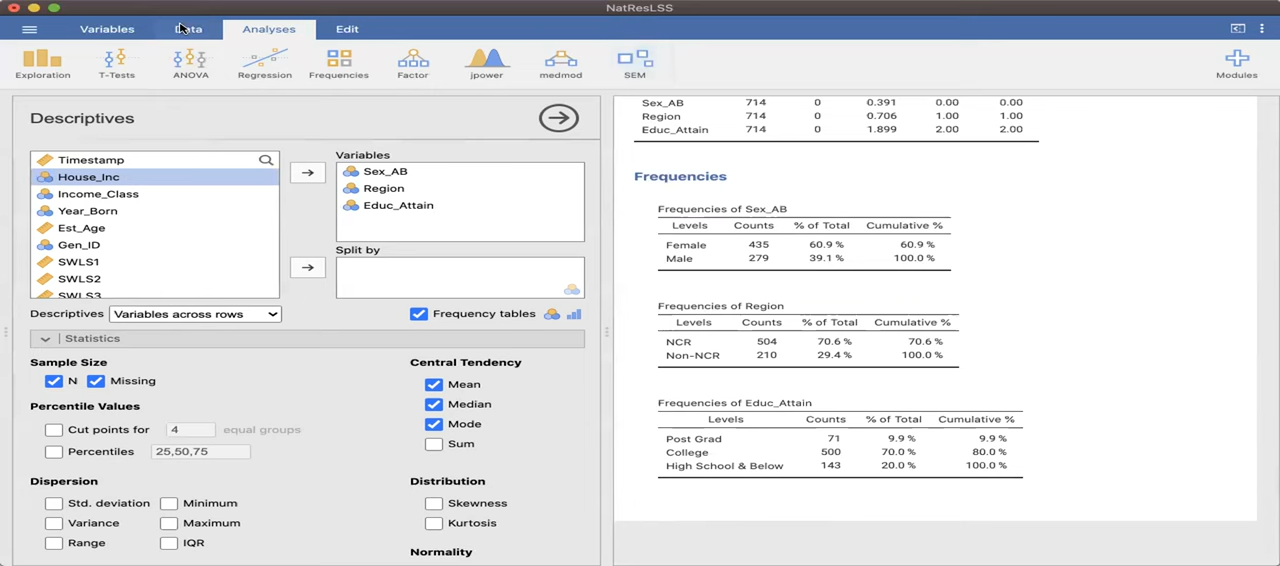 NatResLSS
Variables Data Analyses Edit
Exploration T-Tests ANOVA Regression Frequencies Factor jpower medmod SEM Modules
Descriptives
Timestamp
House_Inc
Income_Class
Year_Born
Est_Age
Gen_ID
SWLS1
SWLS2
SWLS3
Variables
Sex_AB
Region
Educ_Attain
Split by
Descriptives Variables across rows Frequency tables
Statistics
Sample Size
N Missing
Percentile Values
Cut points for 4 equal groups
Percentiles 25,50,75
Dispersion
Std. deviation Minimum
Variance Maximum
Range IQR
Central Tendency
Mean
Median
Mode
Sum
Distribution
Skewness
Kurtosis
Normality
Sex_AB 714 0 0.391 0.00 0.00
Region 714 0 0.706 1.00 1.00
Educ_Attain 714 0 1.899 2.00 2.00
Frequencies
Frequencies of Sex_AB
Levels Counts % of Total Cumulative %
Female 435 60.9 % 60.9 %
Male 279 39.1 % 100.0 %
Frequencies of Region
Levels Counts % of Total Cumulative %
NCR 504 70.6 % 70.6 %
Non-NCR 210 29.4 % 100.0 %
Frequencies of Educ_Attain
Levels Counts % of Total Cumulative %
Post Grad 71 9.9 % 9.9 %
College 500 70.0 % 80.0 %
High School & Below 143 20.0 % 100.0 %